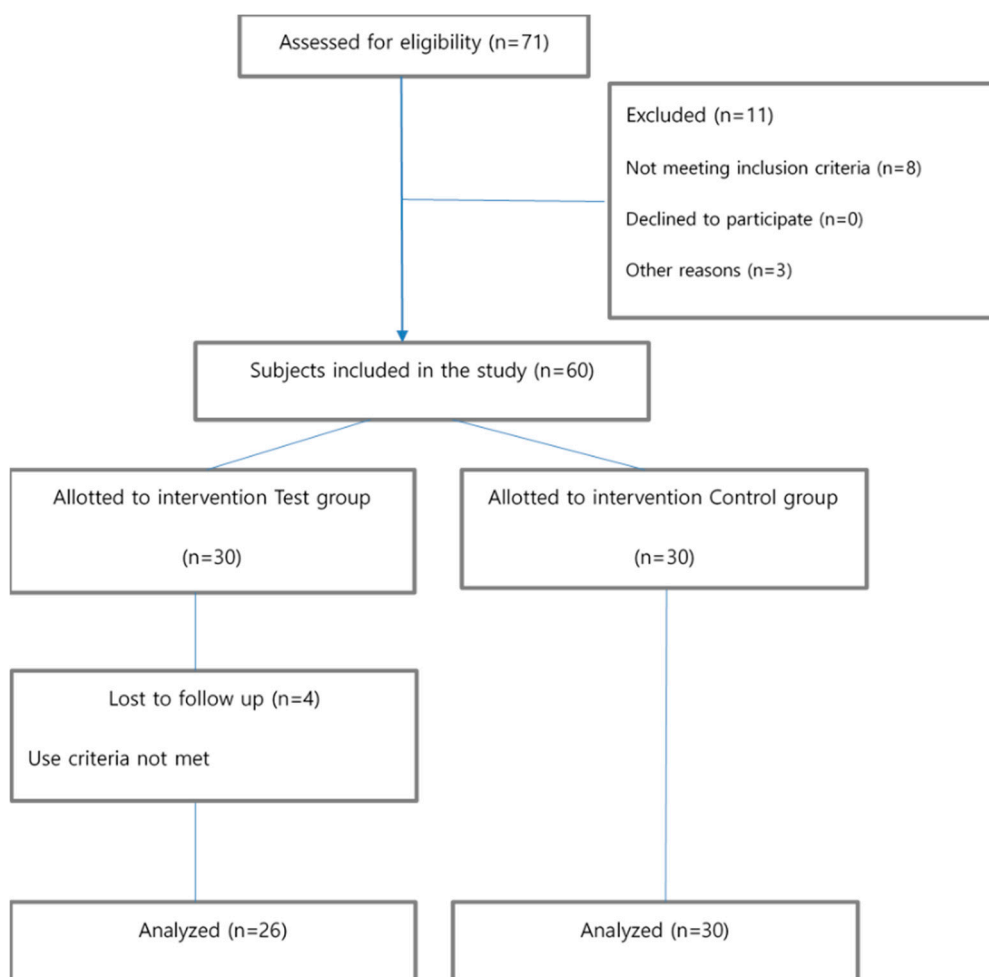 Assessed for eligibility (n=71)
Excluded (n=11)
Not meeting inclusion criteria (n=8)
Declined to participate (n=0)
Other reasons (n=3)
Subjects included in the study (n=60)
Allotted to intervention Test group
(n=30)
Allotted to intervention Control group
(n=30)
Lost to follow up (n=4)
Use criteria not met
Analyzed (n=26)
Analyzed (n=30)